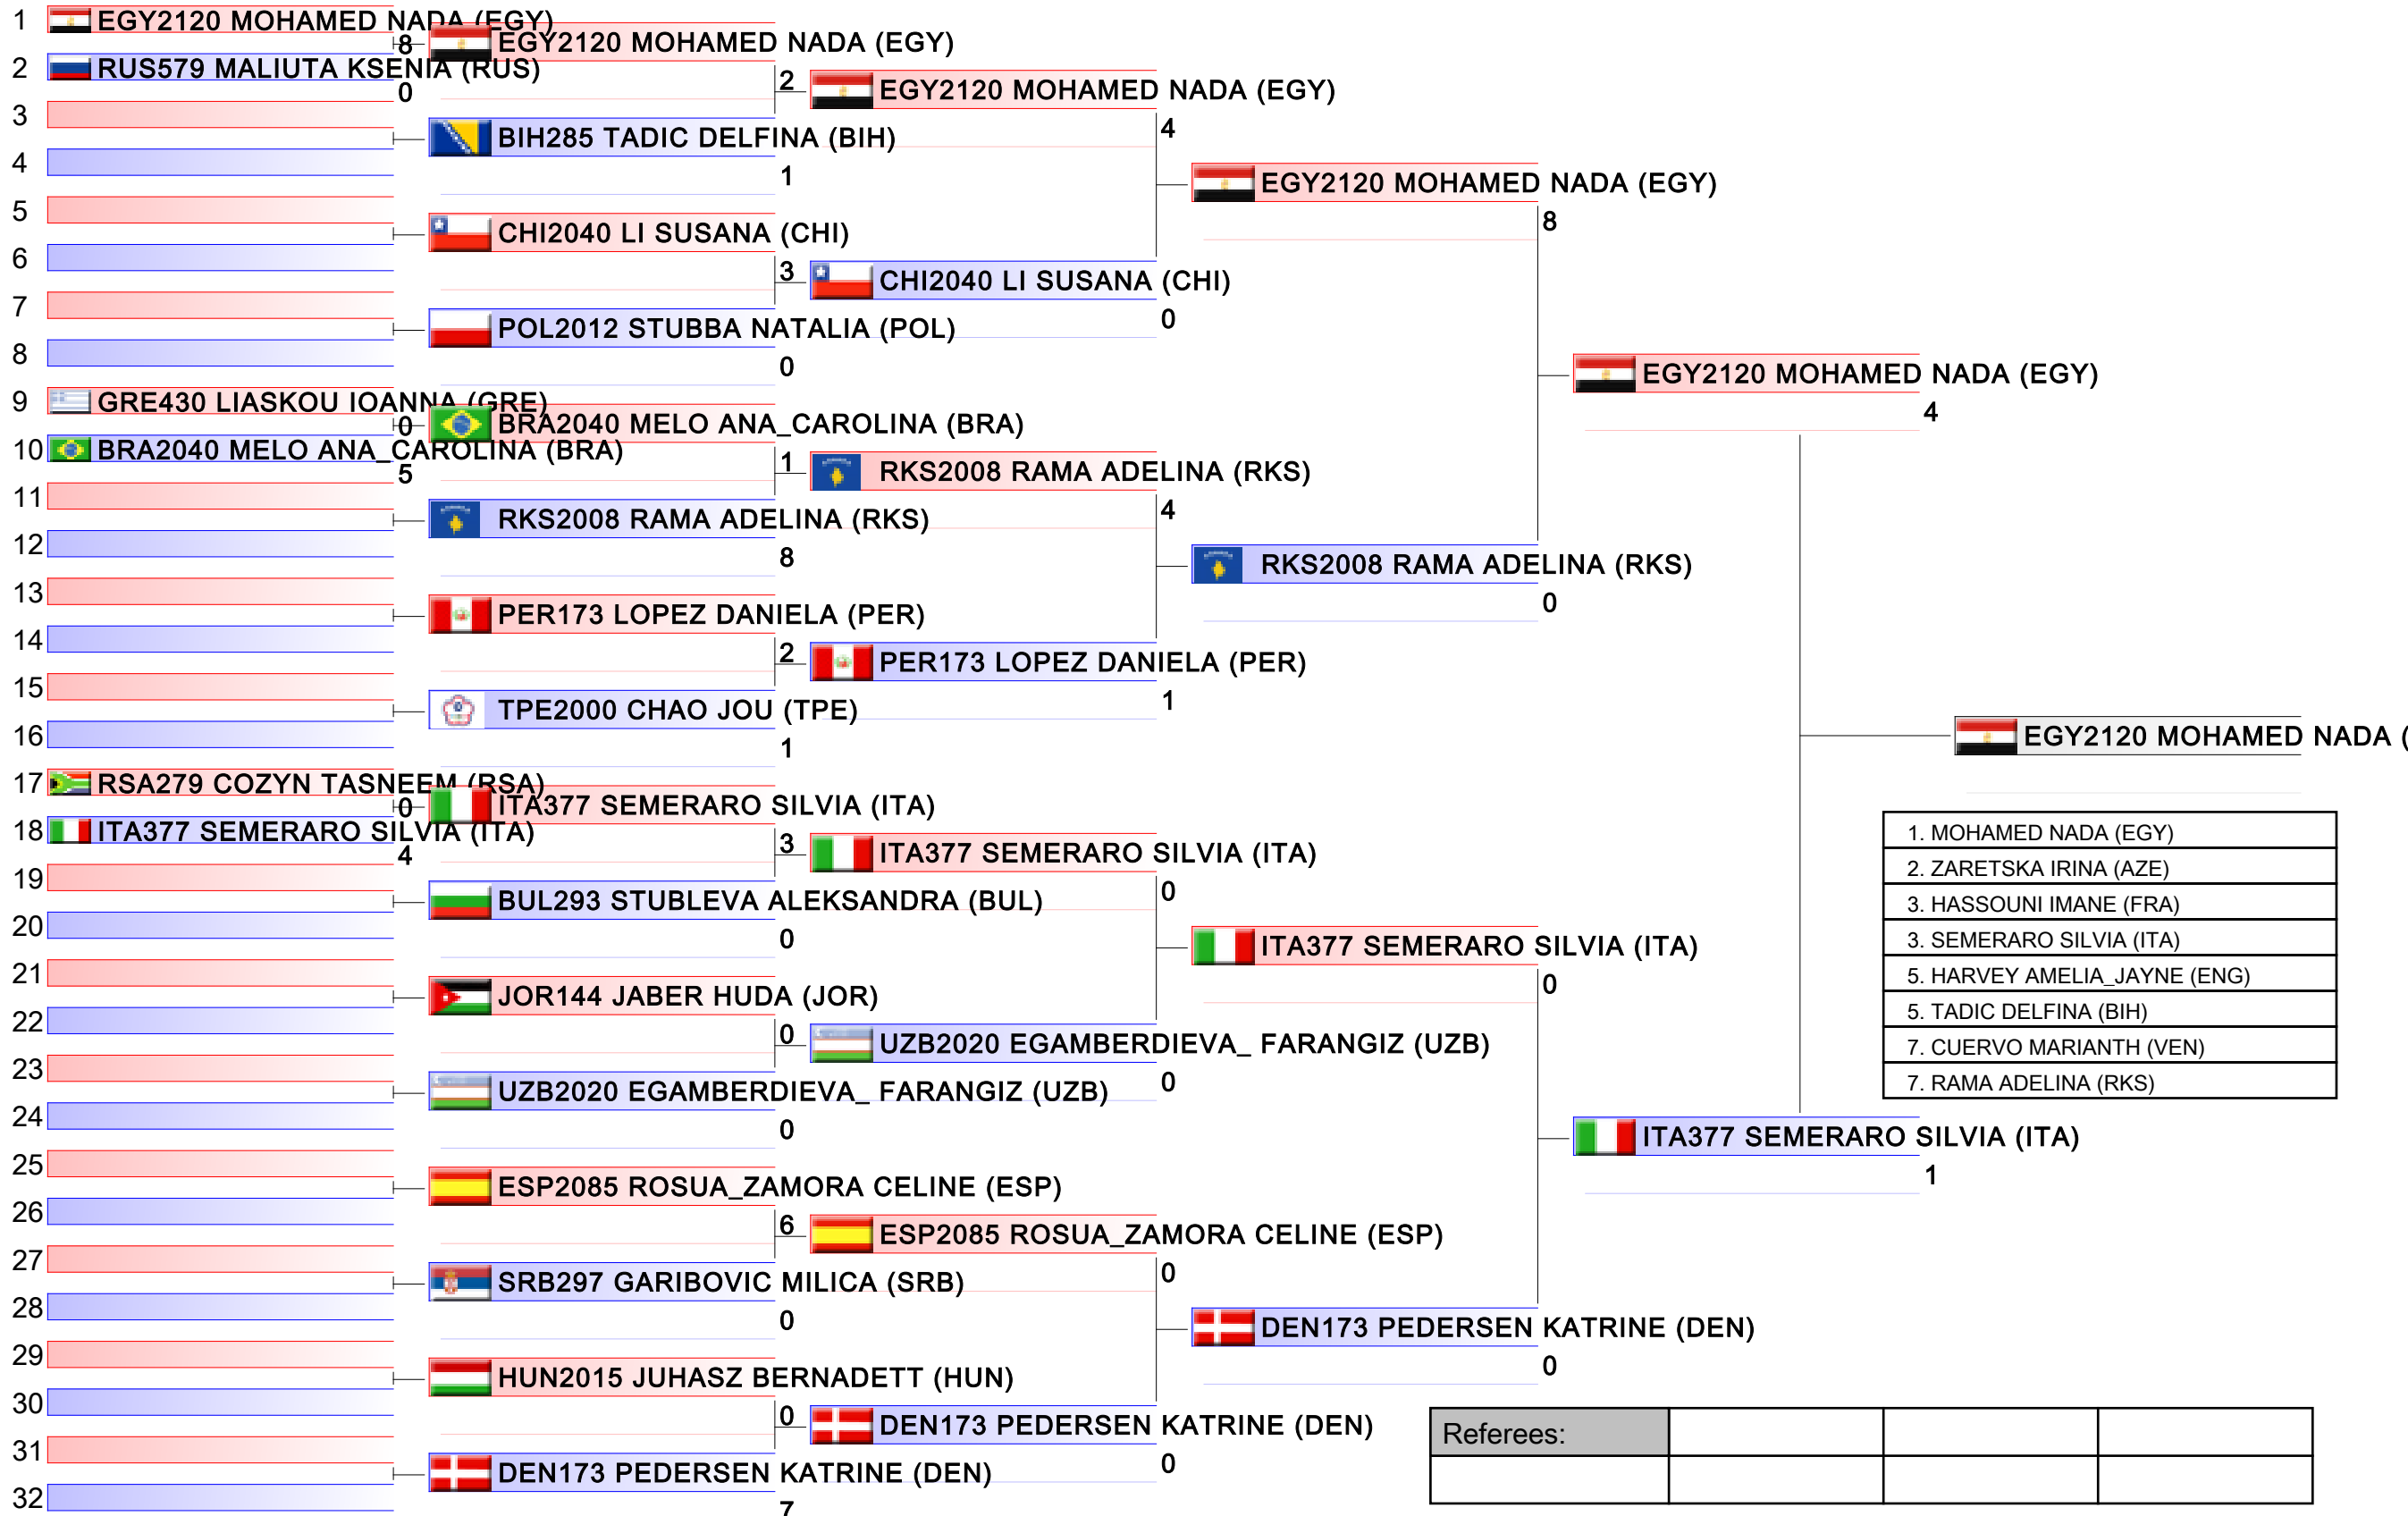 1 EGY2120 MOHAMED NADA (EGY)
8
2 RUS579 MALIUTA KSENIA (RUS)
0
3
4
5
6
7
8
9 GRE430 LIASKOU IOANNA (GRE)
0
10 BRA2040 MELO ANA_CAROLINA (BRA)
5
11
12
13
14
15
16
17 RSA279 COZYN TASNEEM (RSA)
0
18 ITA377 SEMERARO SILVIA (ITA)
4
19
20
21
22
23
24
25
26
27
28
29
30
31
32
EGY2120 MOHAMED NADA (EGY)
2
BIH285 TADIC DELFINA (BIH)
1
CHI2040 LI SUSANA (CHI)
3
POL2012 STUBBA NATALIA (POL)
0
BRA2040 MELO ANA_CAROLINA (BRA)
1
RKS2008 RAMA ADELINA (RKS)
8
PER173 LOPEZ DANIELA (PER)
2
TPE2000 CHAO JOU (TPE)
1
ITA377 SEMERARO SILVIA (ITA)
3
BUL293 STUBLEVA ALEKSANDRA (BUL)
0
JOR144 JABER HUDA (JOR)
0
UZB2020 EGAMBERDIEVA_ FARANGIZ (UZB)
0
ESP2085 ROSUA_ZAMORA CELINE (ESP)
6
SRB297 GARIBOVIC MILICA (SRB)
0
HUN2015 JUHASZ BERNADETT (HUN)
0
DEN173 PEDERSEN KATRINE (DEN)
7
EGY2120 MOHAMED NADA (EGY)
4
CHI2040 LI SUSANA (CHI)
0
RKS2008 RAMA ADELINA (RKS)
4
PER173 LOPEZ DANIELA (PER)
1
ITA377 SEMERARO SILVIA (ITA)
0
UZB2020 EGAMBERDIEVA_ FARANGIZ (UZB)
0
ESP2085 ROSUA_ZAMORA CELINE (ESP)
0
DEN173 PEDERSEN KATRINE (DEN)
0
EGY2120 MOHAMED NADA (EGY)
8
RKS2008 RAMA ADELINA (RKS)
0
ITA377 SEMERARO SILVIA (ITA)
0
DEN173 PEDERSEN KATRINE (DEN)
0
EGY2120 MOHAMED NADA (EGY)
4
ITA377 SEMERARO SILVIA (ITA)
1
EGY2120 MOHAMED NADA (
1. MOHAMED NADA (EGY)
2. ZARETSKA IRINA (AZE)
3. HASSOUNI IMANE (FRA)
3. SEMERARO SILVIA (ITA)
5. HARVEY AMELIA_JAYNE (ENG)
5. TADIC DELFINA (BIH)
7. CUERVO MARIANTH (VEN)
7. RAMA ADELINA (RKS)
Referees: